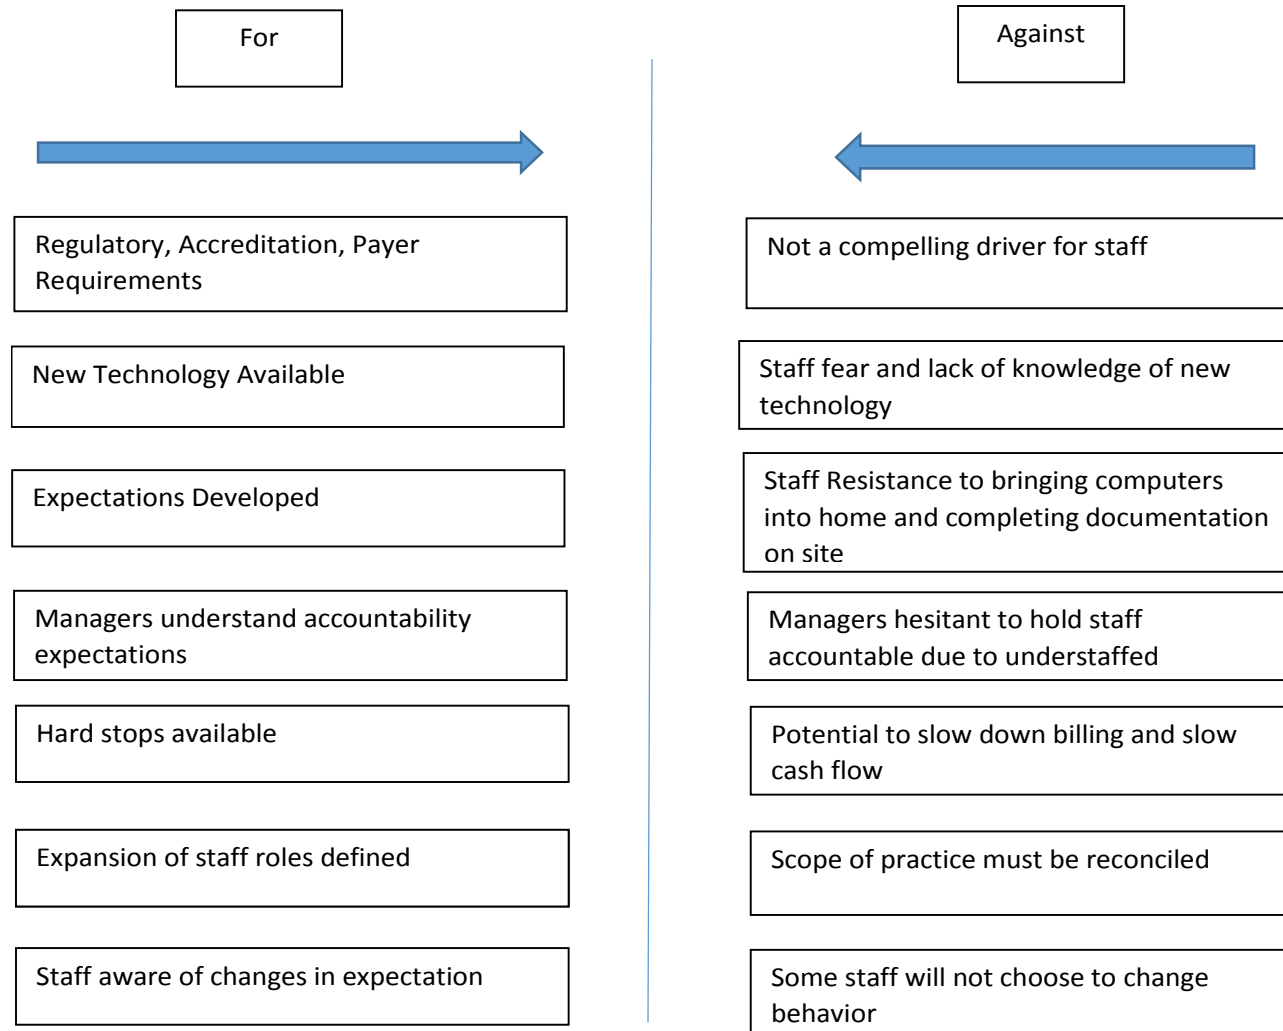 For
Against
Regulatory, Accreditation, Payer
Requirements
Not a compelling driver for staff
New Technology Available
Staff fear and lack of knowledge of new
technology
Expectations Developed
Staff Resistance to bringing computers
into home and completing documentation
on site
Managers understand accountability
expectations
Managers hesitant to hold staff
accountable due to understaffed
Hard stops available
Potential to slow down billing and slow
cash flow
Expansion of staff roles defined
Scope of practice must be reconciled
Staff aware of changes in expectation
Some staff will not choose to change
behavior